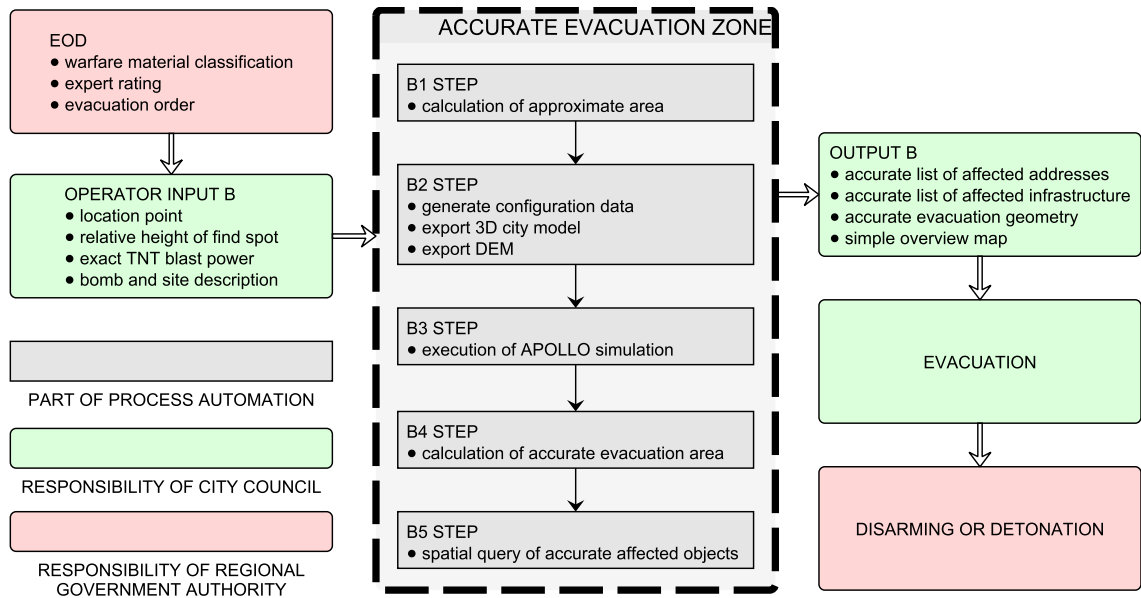 EOD
● warfare material classification
● expert rating
● evacuation order
OPERATOR INPUT B
● location point
● relative height of find spot
● exact TNT blast power
● bomb and site description
PART OF PROCESS AUTOMATION
RESPONSIBILITY OF CITY COUNCIL
RESPONSIBILITY OF REGIONAL
GOVERNMENT AUTHORITY
ACCURATE EVACUATION ZONE
B1 STEP
● calculation of approximate area
B2 STEP
● generate configuration data
● export 3D city model
● export DEM
B3 STEP
● execution of APOLLO simulation
B4 STEP
● calculation of accurate evacuation area
B5 STEP
● spatial query of accurate affected objects
OUTPUT B
● accurate list of affected addresses
● accurate list of affected infrastructure
● accurate evacuation geometry
● simple overview map
EVACUATION
DISARMING OR DETONATION